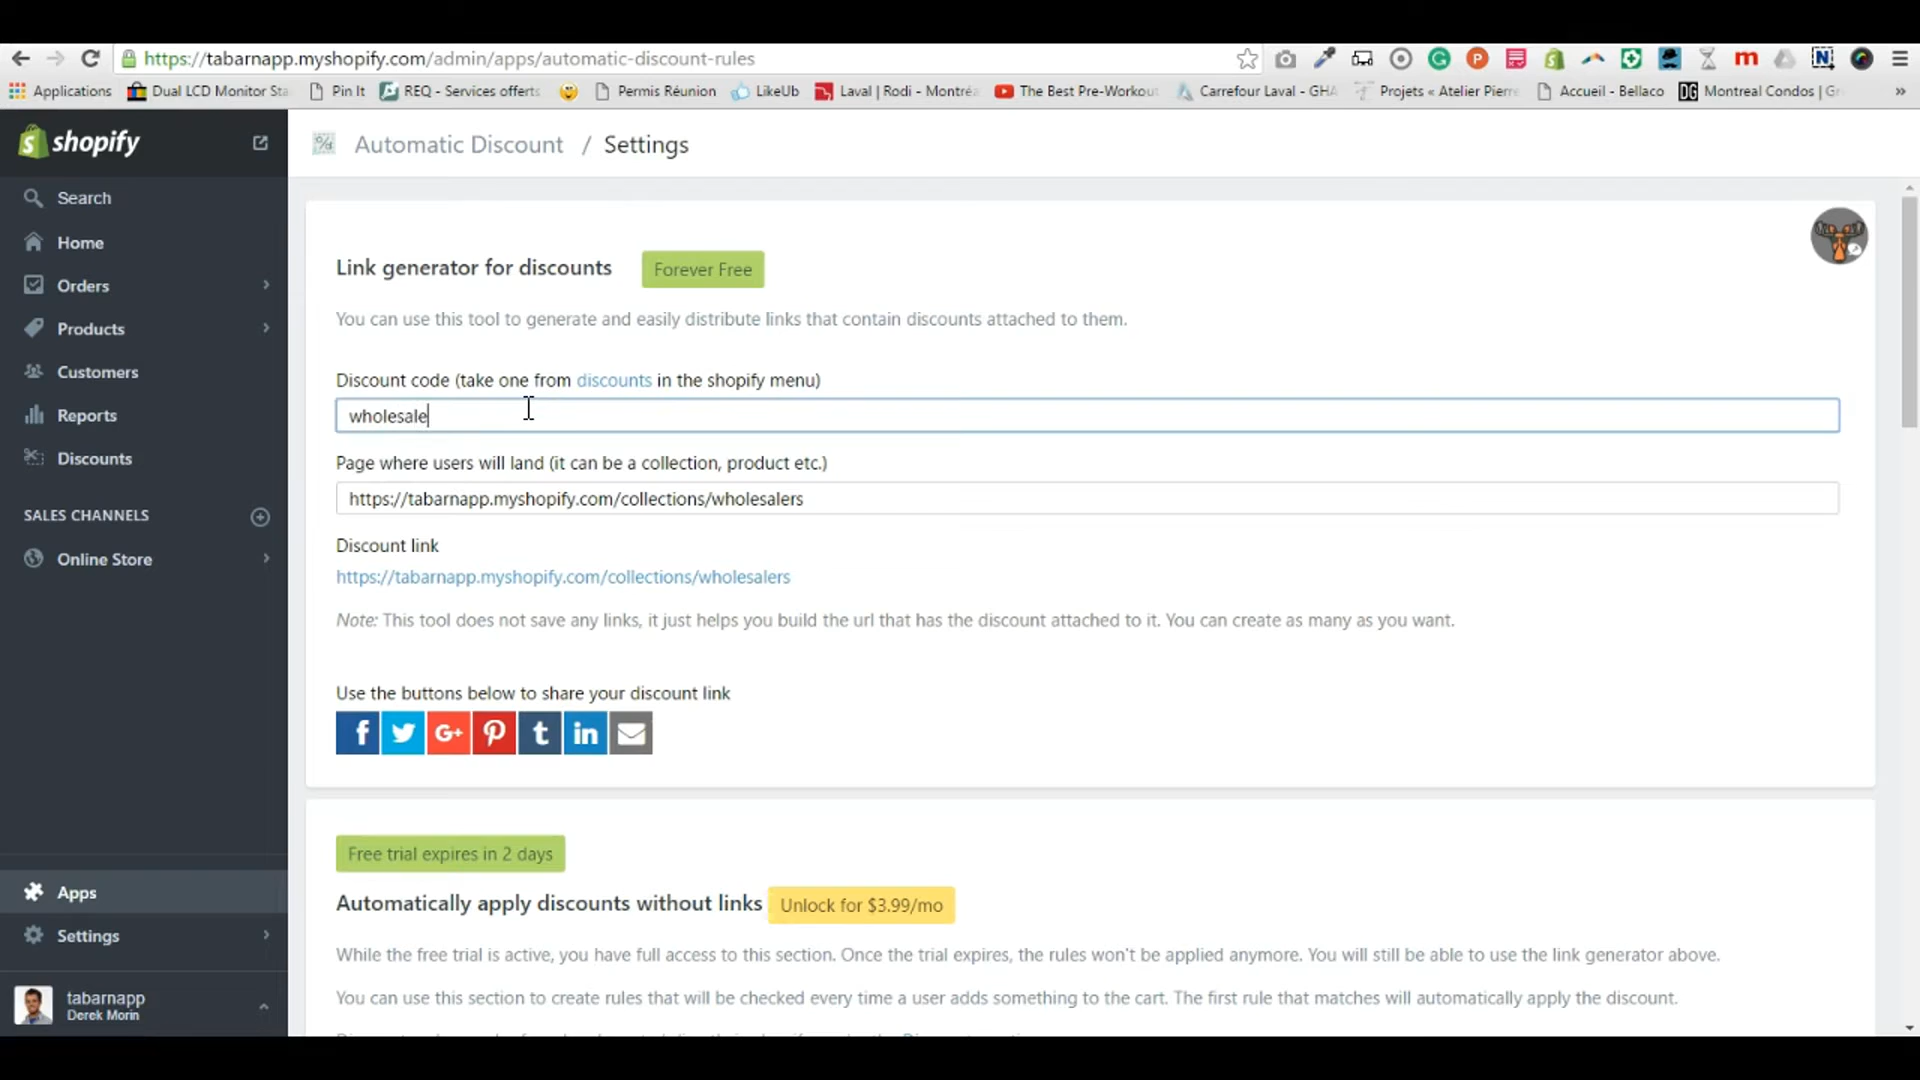 https://tabarnapp.myshopify.com/admin/apps/automatic-discount-rules
Applications Dual LCD Monitor Sta Pin It REQ - Services offerts Permis Réunion LikeUb Laval | Rodi - Montré The Best Pre-Workou Carrefour Laval - GHA Projets « Atelier Pierre Accueil - Bellaco DG Montreal Condos | G »
shopify
Automatic Discount / Settings
Search
Home
Orders
Products
Customers
Reports
Discounts
SALES CHANNELS
Online Store
Apps
Settings
tabarnapp
Derek Morin
Link generator for discounts Forever Free
You can use this tool to generate and easily distribute links that contain discounts attached to them.
Discount code (take one from discounts in the shopify menu)
wholesale
Page where users will land (it can be a collection, product etc.)
https://tabarnapp.myshopify.com/collections/wholesalers
Discount link
https://tabarnapp.myshopify.com/collections/wholesalers
Note: This tool does not save any links, it just helps you build the url that has the discount attached to it. You can create as many as you want.
Use the buttons below to share your discount link
Free trial expires in 2 days
Automatically apply discounts without links Unlock for $3.99/mo
While the free trial is active, you have full access to this section. Once the trial expires, the rules won't be applied anymore. You will still be able to use the link generator above.
You can use this section to create rules that will be checked every time a user adds something to the cart. The first rule that matches will automatically apply the discount.